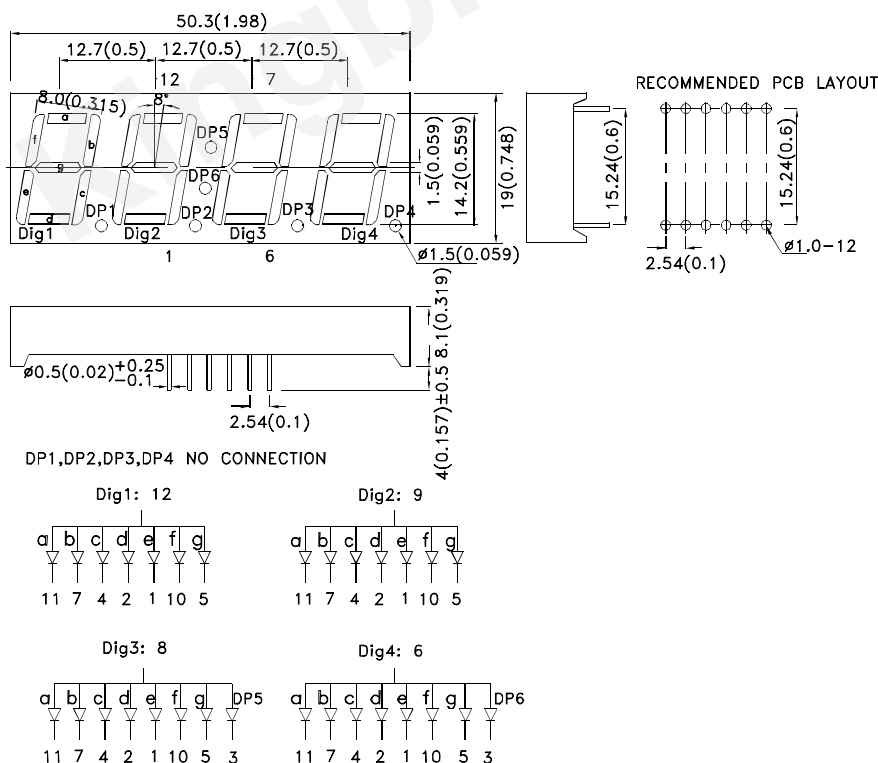 50.3(1.98)
12.7(0.5) 12.7(0.5) 12.7(0.5)
12 7
8.0(0.315) 8°
a
f b
g
e c
d
DP5
DP6
DP1 DP2 DP3 DP4
Dig1 Dig2 Dig3 Dig4
1 6
1.5(0.059)
14.2(0.559)
19(0.748)
ø1.5(0.059)
RECOMMENDED PCB LAYOUT
15.24(0.6) 15.24(0.6)
2.54(0.1)
ø1.0-12
8.1(0.319)
4(0.157)±0.5
ø0.5(0.02)+0.25
-0.1
2.54(0.1)
DP1,DP2,DP3,DP4 NO CONNECTION
Dig1: 12
a b c d e f g
11 7 4 2 1 10 5
Dig2: 9
a b c d e f g
11 7 4 2 1 10 5
Dig3: 8
a b c d e f g DP5
11 7 4 2 1 10 5 3
Dig4: 6
a b c d e f g DP6
11 7 4 2 1 10 5 3